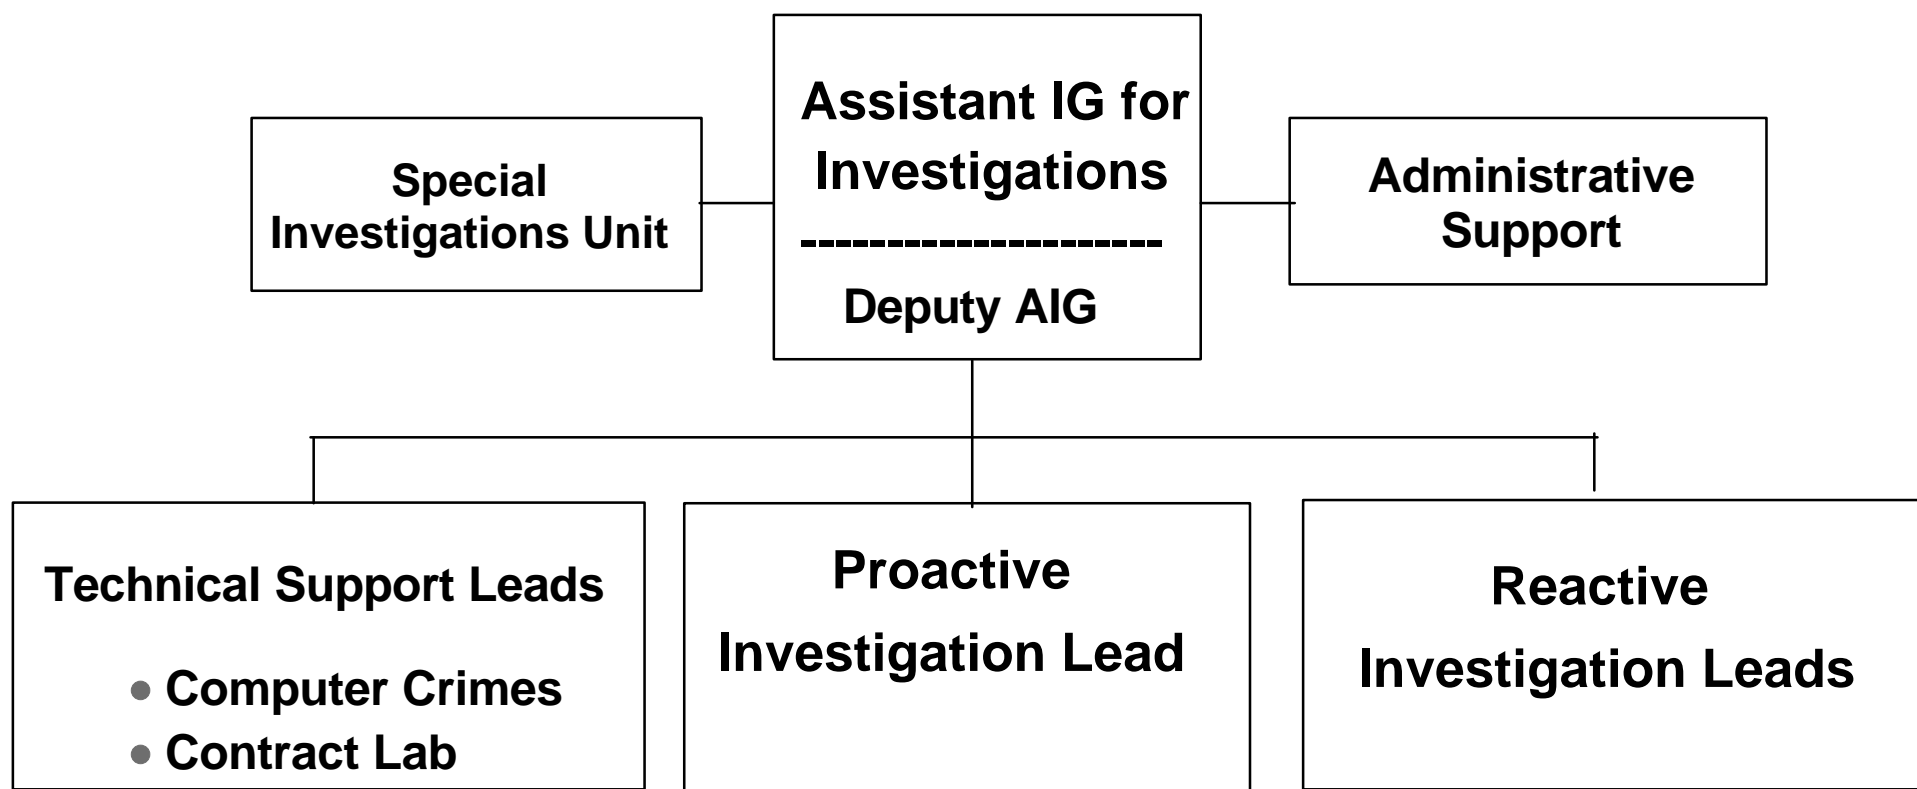 Assistant IG for
Investigations
---------------------
Deputy AIG
Special
Investigations Unit
Administrative
Support
Technical Support Leads
• Computer Crimes
• Contract Lab
Proactive
Investigation Lead
Reactive
Investigation Leads